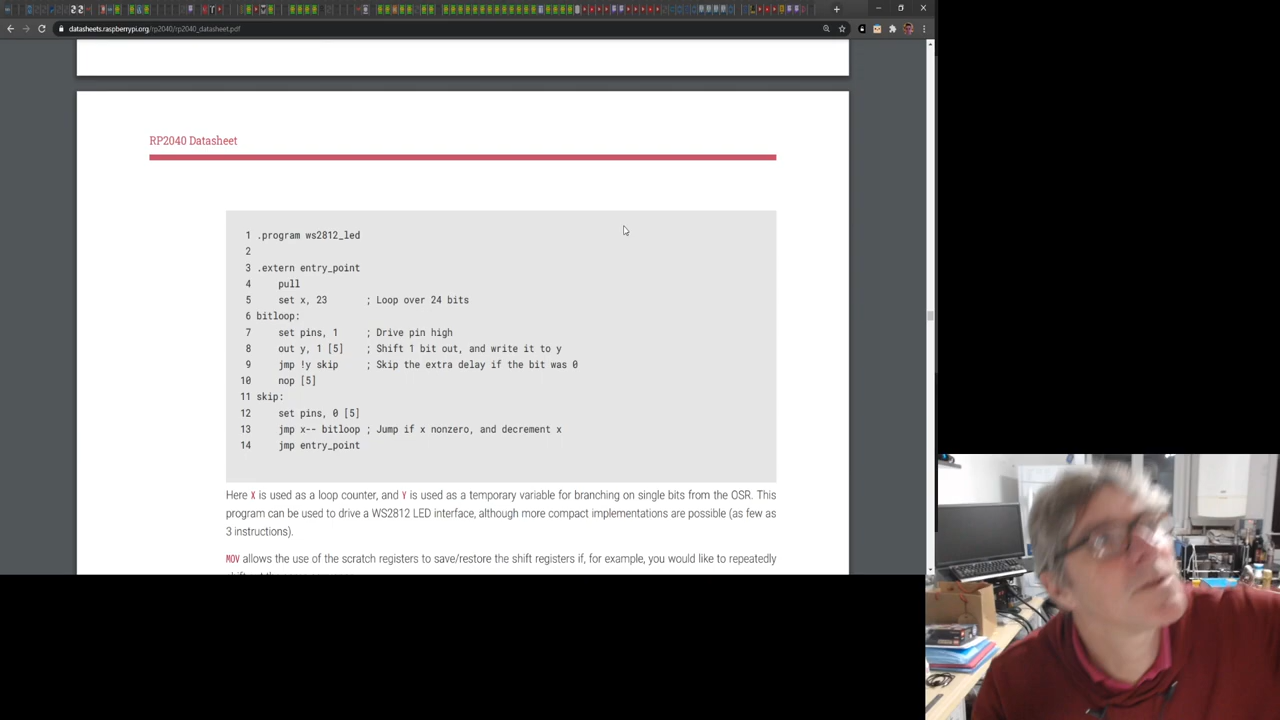 datasheets.raspberrypi.org/rp2040/rp2040_datasheet.pdf
RP2040 Datasheet
1 .program ws2812_led
2
3 .extern entry_point
4 pull
5 set x, 23 ; Loop over 24 bits
6 bitloop:
7 set pins, 1 ; Drive pin high
8 out y, 1 [5] ; Shift 1 bit out, and write it to y
9 jmp !y skip ; Skip the extra delay if the bit was 0
10 nop [5]
11 skip:
12 set pins, 0 [5]
13 jmp x-- bitloop ; Jump if x nonzero, and decrement x
14 jmp entry_point
Here X is used as a loop counter, and Y is used as a temporary variable for branching on single bits from the OSR. This
program can be used to drive a WS2812 LED interface, although more compact implementations are possible (as few as
3 instructions).
MOV allows the use of the scratch registers to save/restore the shift registers if, for example, you would like to repeatedly